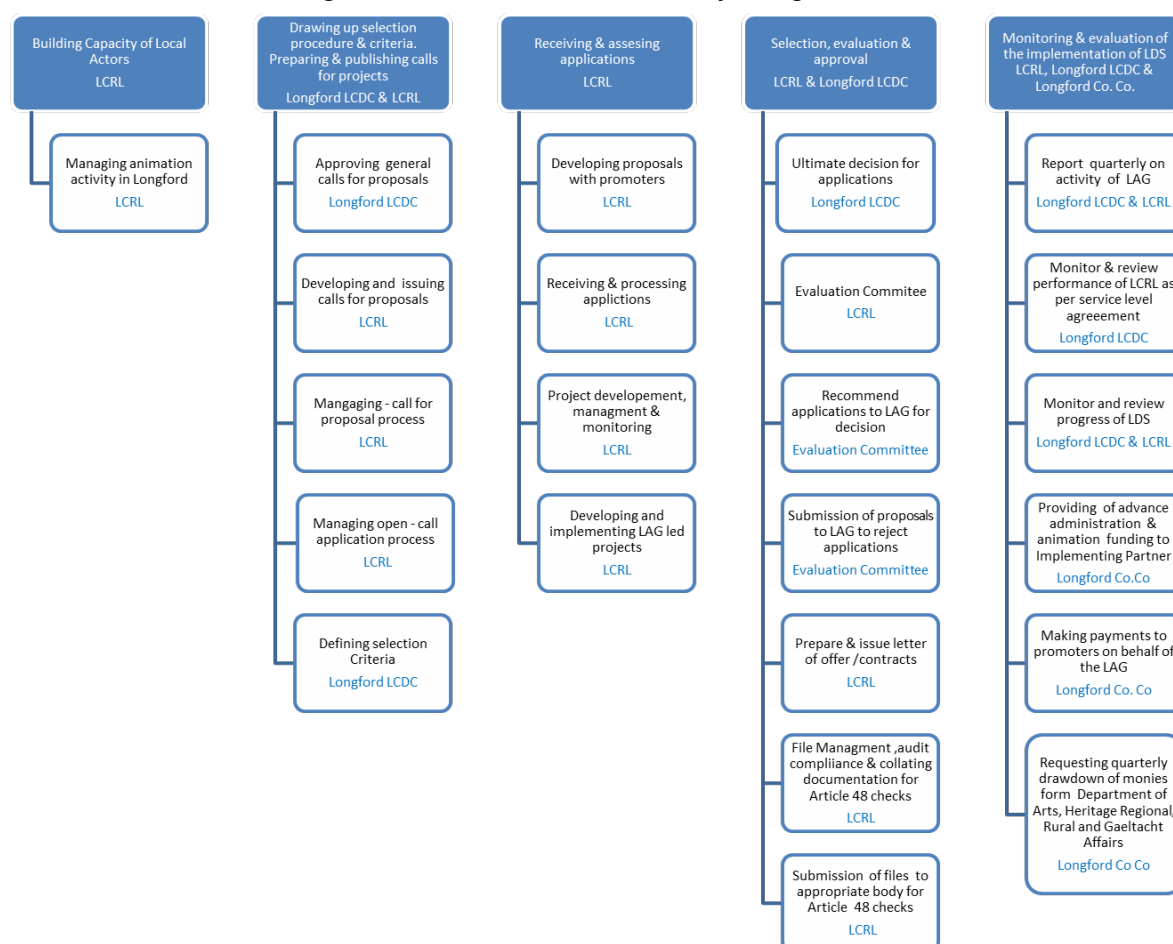 Building Capacity of Local
Actors
LCRL
Managing animation
activity in Longford
LCRL
Drawing up selection
procedure & criteria.
Preparing & publishing calls
for projects
Longford LCDC & LCRL
Approving general
calls for proposals
Longford LCDC
Developing and issuing
calls for proposals
LCRL
Mangaging - call for
proposal process
LCRL
Managing open - call
application process
LCRL
Defining selection
Criteria
Longford LCDC
Receiving & assesing
applications
LCRL
Developing proposals
with promoters
LCRL
Receiving & processing
applictions
LCRL
Project developement,
managment &
monitoring
LCRL
Developing and
implementing LAG led
projects
LCRL
Selection, evaluation &
approval
LCRL & Longford LCDC
Ultimate decision for
applications
Longford LCDC
Evaluation Commitee
LCRL
Recommend
applications to LAG for
decision
Evaluation Committee
Submission of proposals
to LAG to reject
applications
Evaluation Committee
Prepare & issue letter
of offer /contracts
LCRL
File Managment ,audit
compliiance & collating
documentation for
Article 48 checks
LCRL
Submission of files to
appropriate body for
Article 48 checks
LCRL
Monitoring & evaluation of
the implementation of LDS
LCRL, Longford LCDC &
Longford Co. Co.
Report quarterly on
activity of LAG
Longford LCDC & LCRL
Monitor & review
performance of LCRL as
per service level
agreeement
Longford LCDC
Monitor and review
progress of LDS
Longford LCDC & LCRL
Providing of advance
administration &
animation funding to
Implementing Partner
Longford Co.Co
Making payments to
promoters on behalf of
the LAG
Longford Co. Co
Requesting quarterly
drawdown of monies
form Department of
Arts, Heritage Regional,
Rural and Gaeltacht
Affairs
Longford Co Co